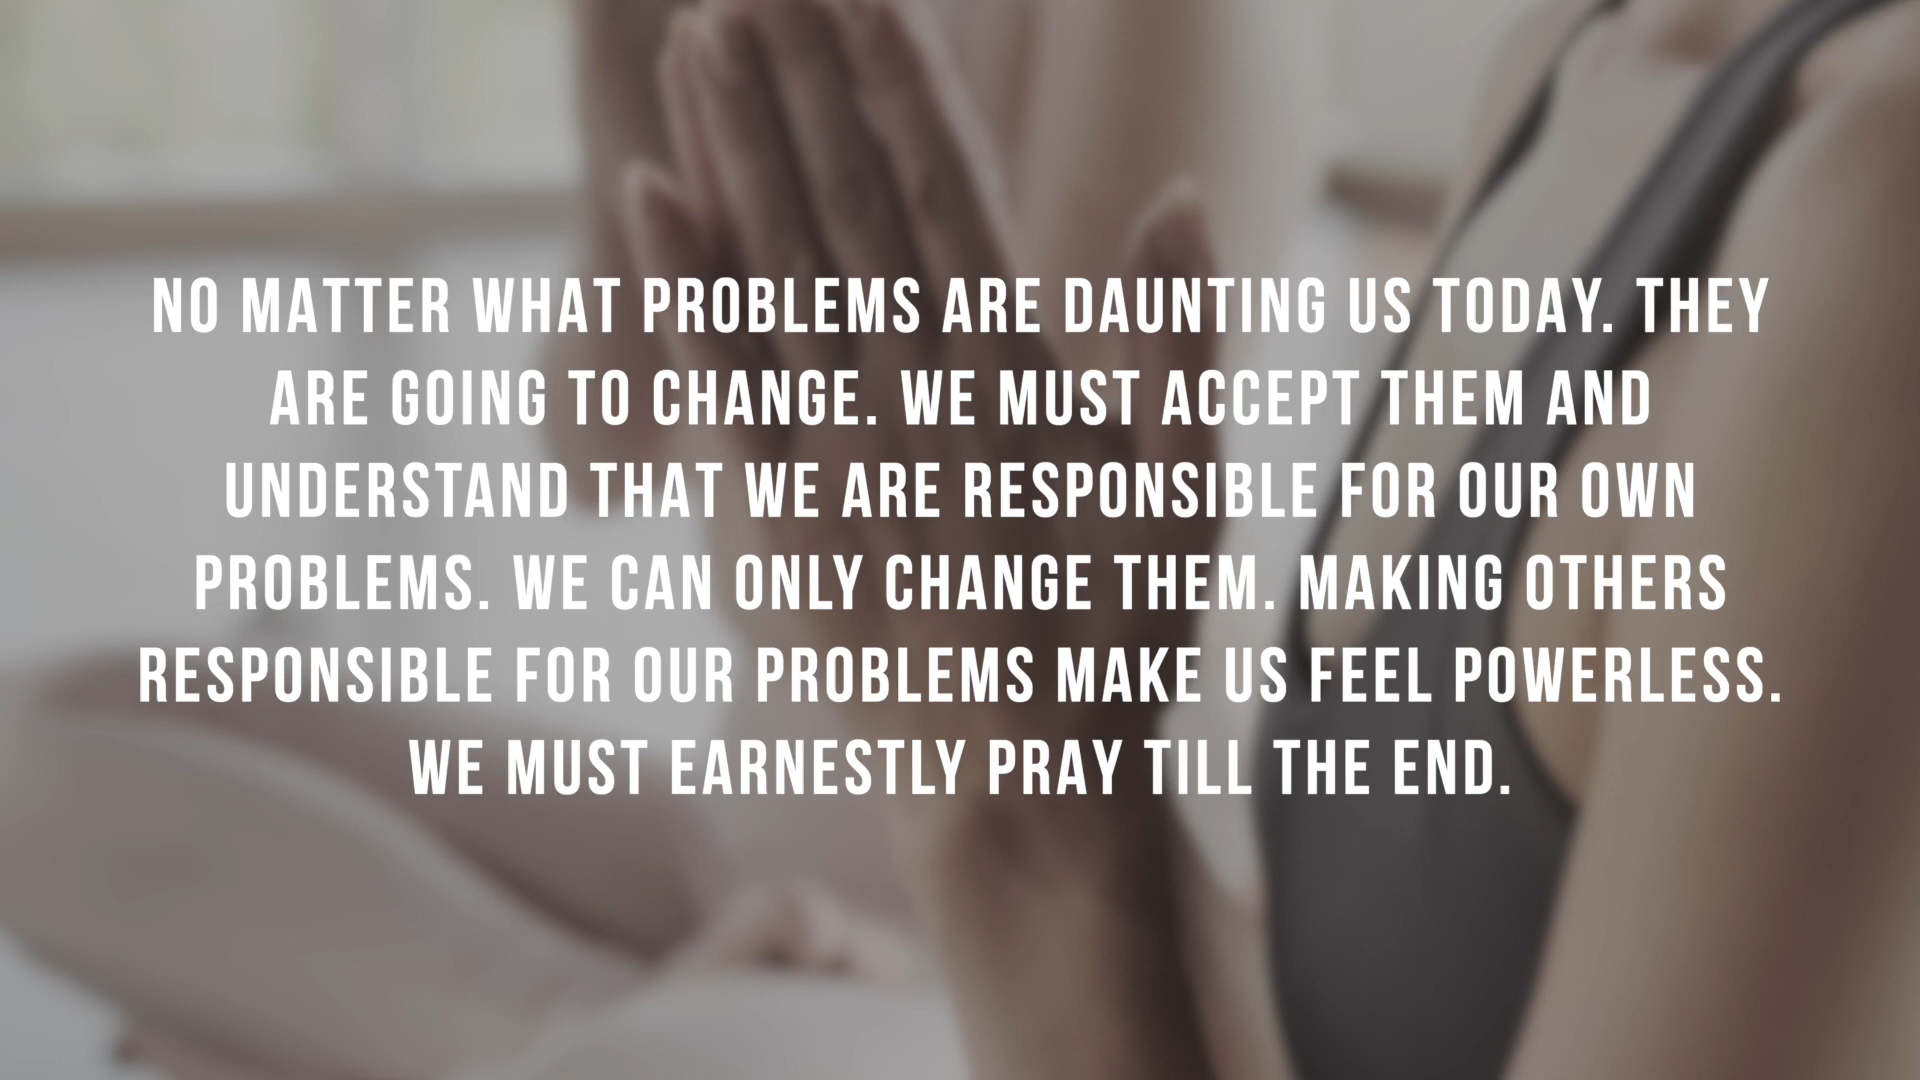 NO MATTER WHAT PROBLEMS ARE DAUNTING US TODAY. THEY
ARE GOING TO CHANGE. WE MUST ACCEPT THEM AND
UNDERSTAND THAT WE ARE RESPONSIBLE FOR OUR OWN
PROBLEMS. WE CAN ONLY CHANGE THEM. MAKING OTHERS
RESPONSIBLE FOR OUR PROBLEMS MAKE US FEEL POWERLESS.
WE MUST EARNESTLY PRAY TILL THE END.